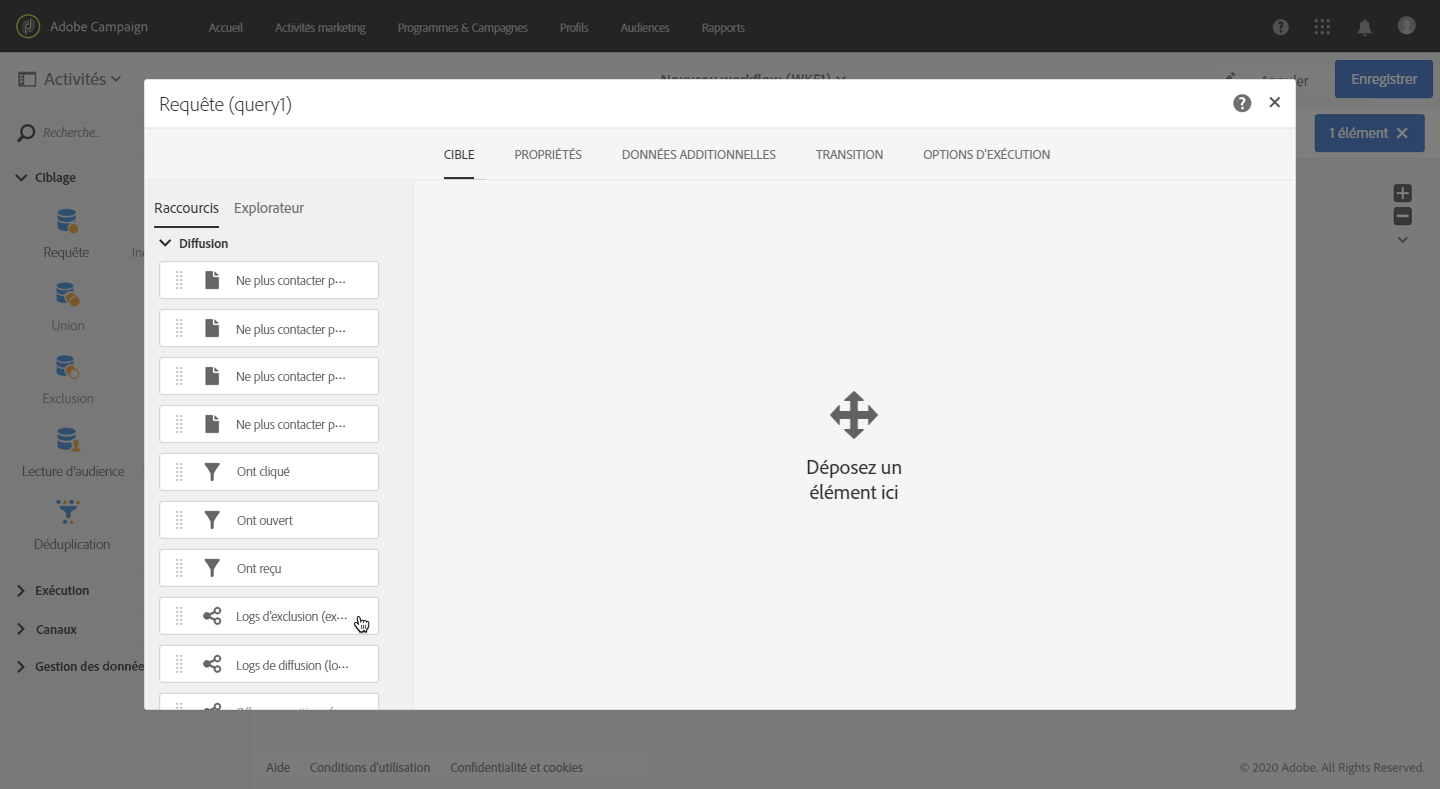 Adobe Campaign
Accueil
Activités marketing
Programmes & Campagnes
Profils
Audiences
Rapports
Activités
Nouveau workflow (WKF1)
Enregistrer
Requête (query1)
Recherche...
1 élément
CIBLE
PROPRIÉTÉS
DONNÉES ADDITIONNELLES
TRANSITION
OPTIONS D'EXÉCUTION
Ciblage
Requête
Union
Exclusion
Lecture d'audience
Déduplication
Exécution
Canaux
Gestion des donnée
Raccourcis
Explorateur
Diffusion
Ne plus contacter p...
Ne plus contacter p...
Ne plus contacter p...
Ne plus contacter p...
Ont cliqué
Ont ouvert
Ont reçu
Logs d'exclusion (ex...
Logs de diffusion (lo...
Déposez un
élément ici
Aide
Conditions d'utilisation
Confidentialité et cookies
© 2020 Adobe. All Rights Reserved.